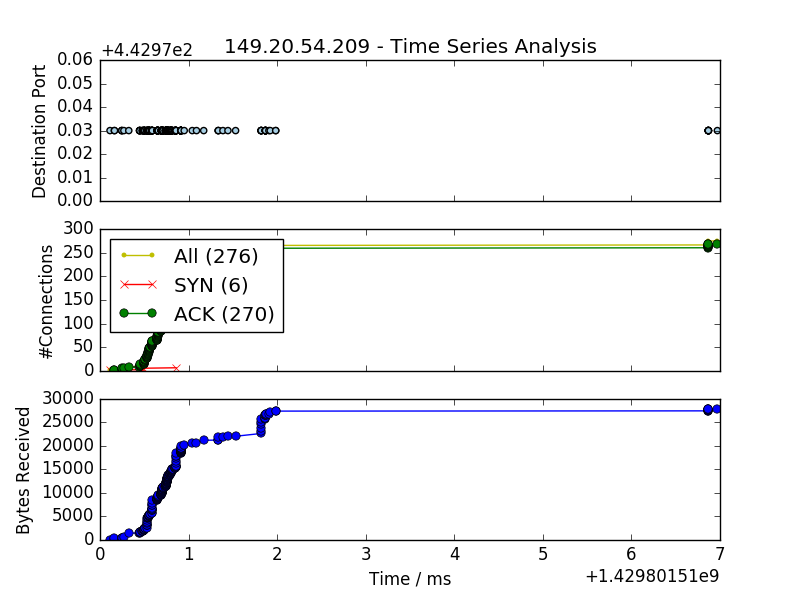 +4.4297e2
149.20.54.209 - Time Series Analysis
Destination Port
0.06
0.05
0.04
0.03
0.02
0.01
0.00
#Connections
300
250
200
150
100
50
0
All (276)
SYN (6)
ACK (270)
Bytes Received
30000
25000
20000
15000
10000
5000
0
0 1 2 3 4 5 6 7
Time / ms
+1.42980151e9